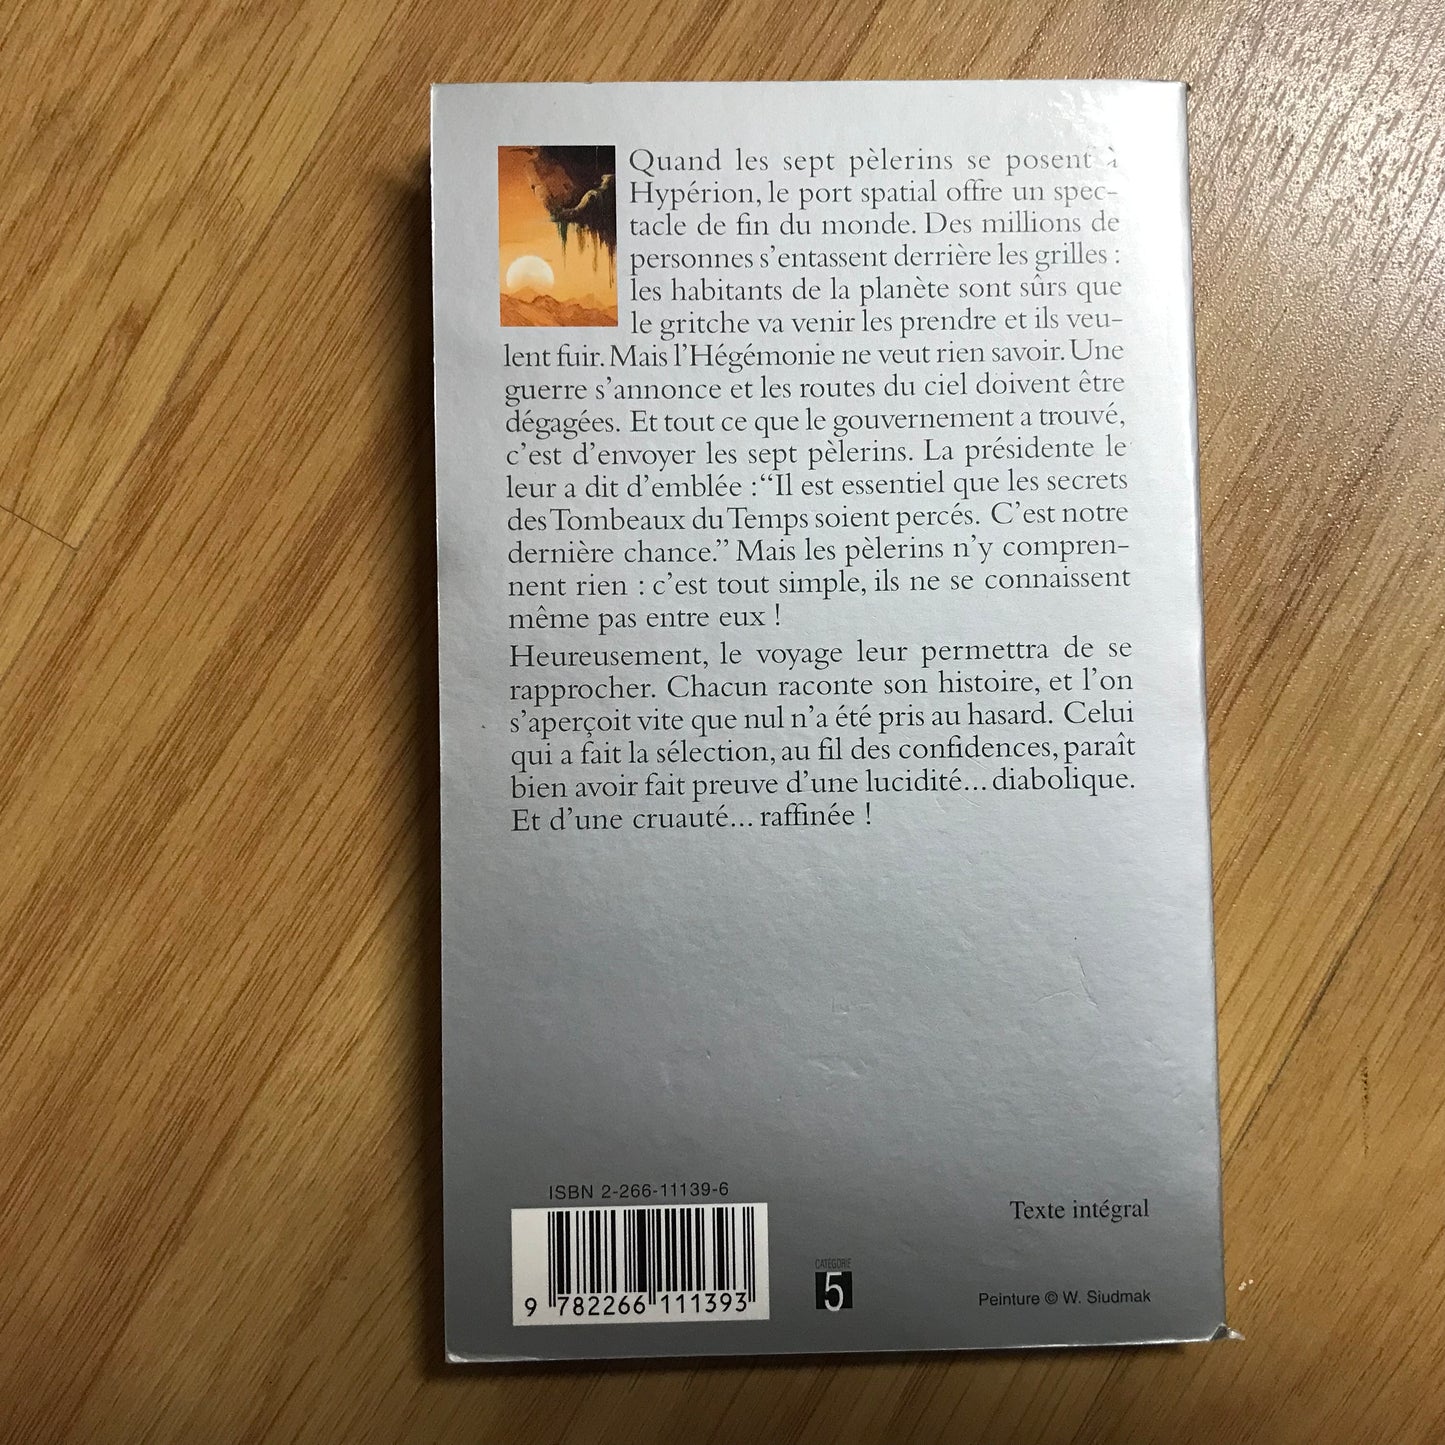 Quand les sept pèlerins se posent à
Hypérion, le port spatial offre un spec-
tacle de fin du monde. Des millions de
personnes s'entassent derrière les grilles :
les habitants de la planète sont sûrs que
le gritche va venir les prendre et ils veu-
lent fuir. Mais l'Hégémonie ne veut rien savoir. Une
guerre s'annonce et les routes du ciel doivent être
dégagées. Et tout ce que le gouvernement a trouvé,
c'est d'envoyer les sept pèlerins. La présidente le
leur a dit d'emblée :“Il est essentiel que les secrets
des Tombeaux du Temps soient percés. C'est notre
dernière chance.” Mais les pèlerins n'y compren-
nent rien : c'est tout simple, ils ne se connaissent
même pas entre eux !
Heureusement, le voyage leur permettra de se
rapprocher. Chacun raconte son histoire, et l'on
s'aperçoit vite que nul n'a été pris au hasard. Celui
qui a fait la sélection, au fil des confidences, paraît
bien avoir fait preuve d'une lucidité... diabolique.
Et d'une cruauté... raffinée !
ISBN 2-266-11139-6
9 782266 111393
CATÉGORIE
5
Texte intégral
Peinture © W. Siudmak